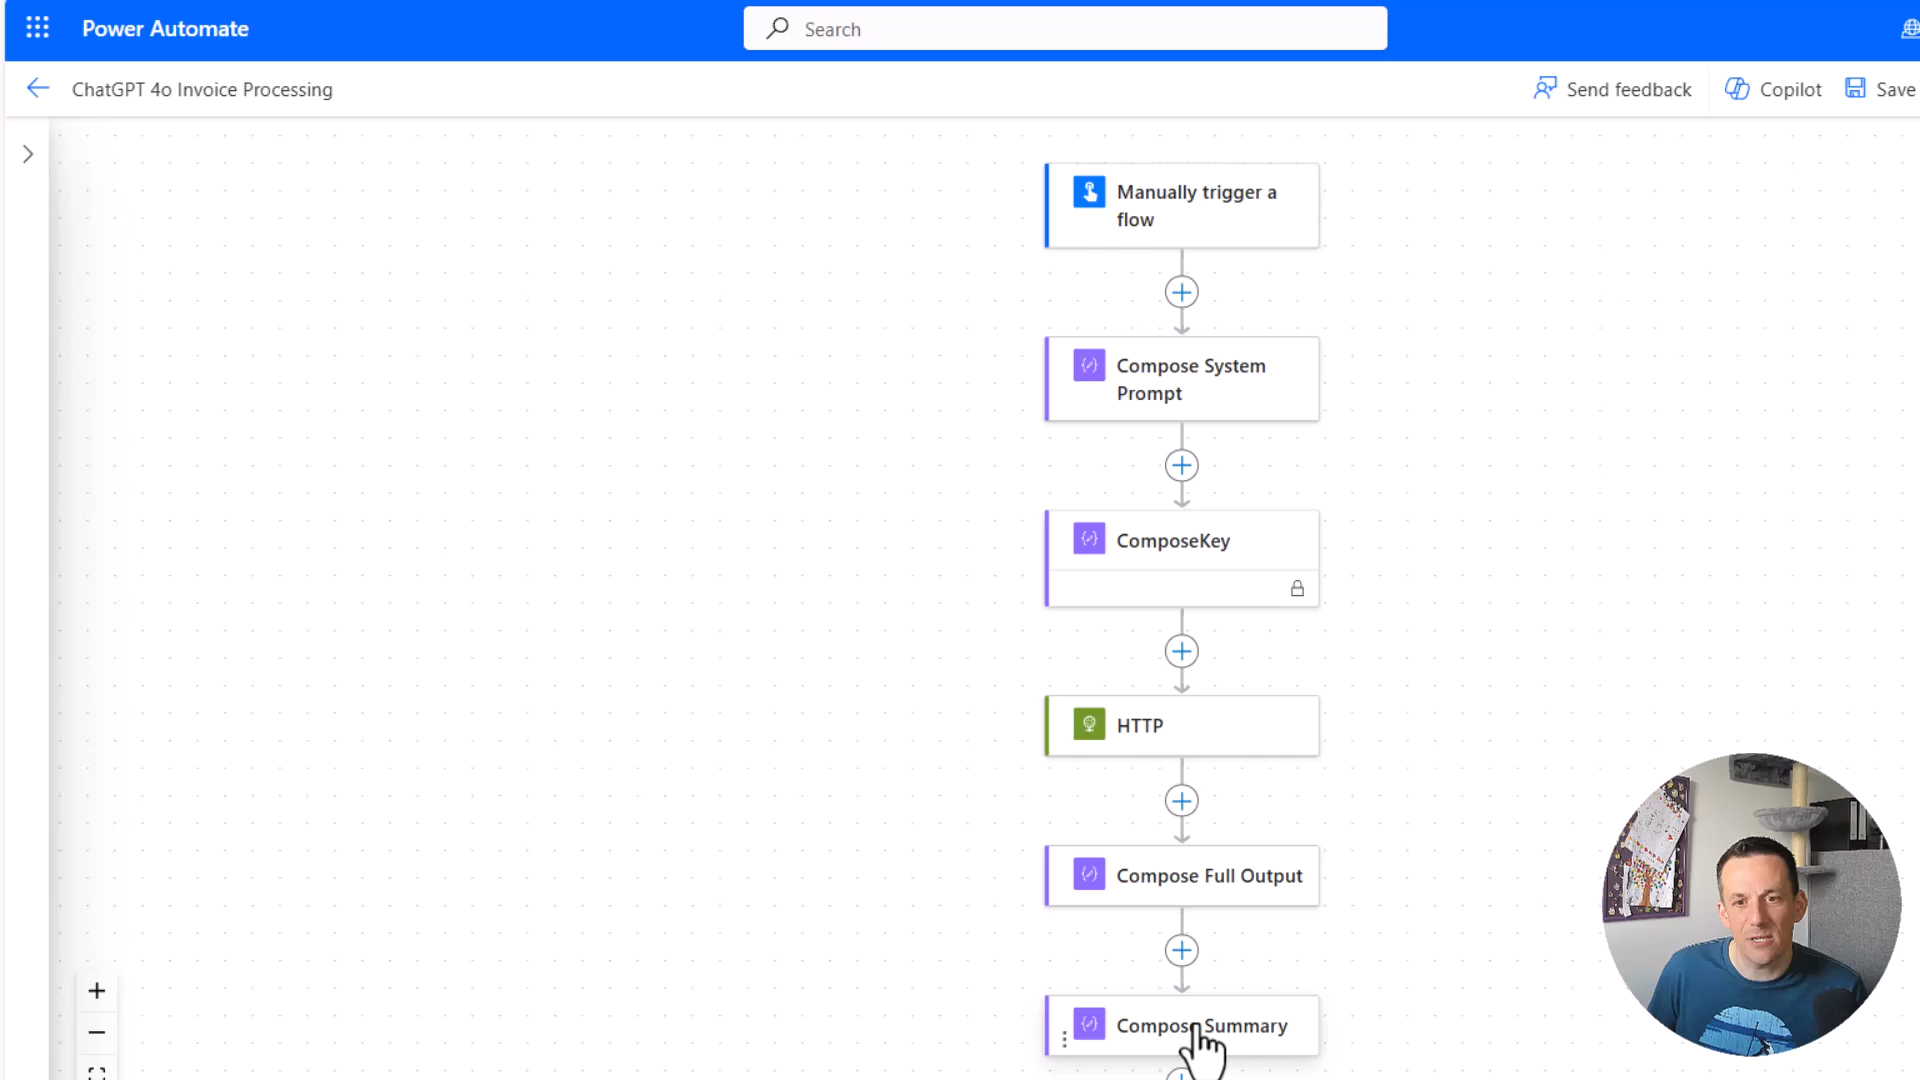 Power Automate
Search
ChatGPT 4o Invoice Processing
Send feedback
Copilot
Save
Manually trigger a
flow
Compose System
Prompt
ComposeKey
HTTP
Compose Full Output
Compose Summary